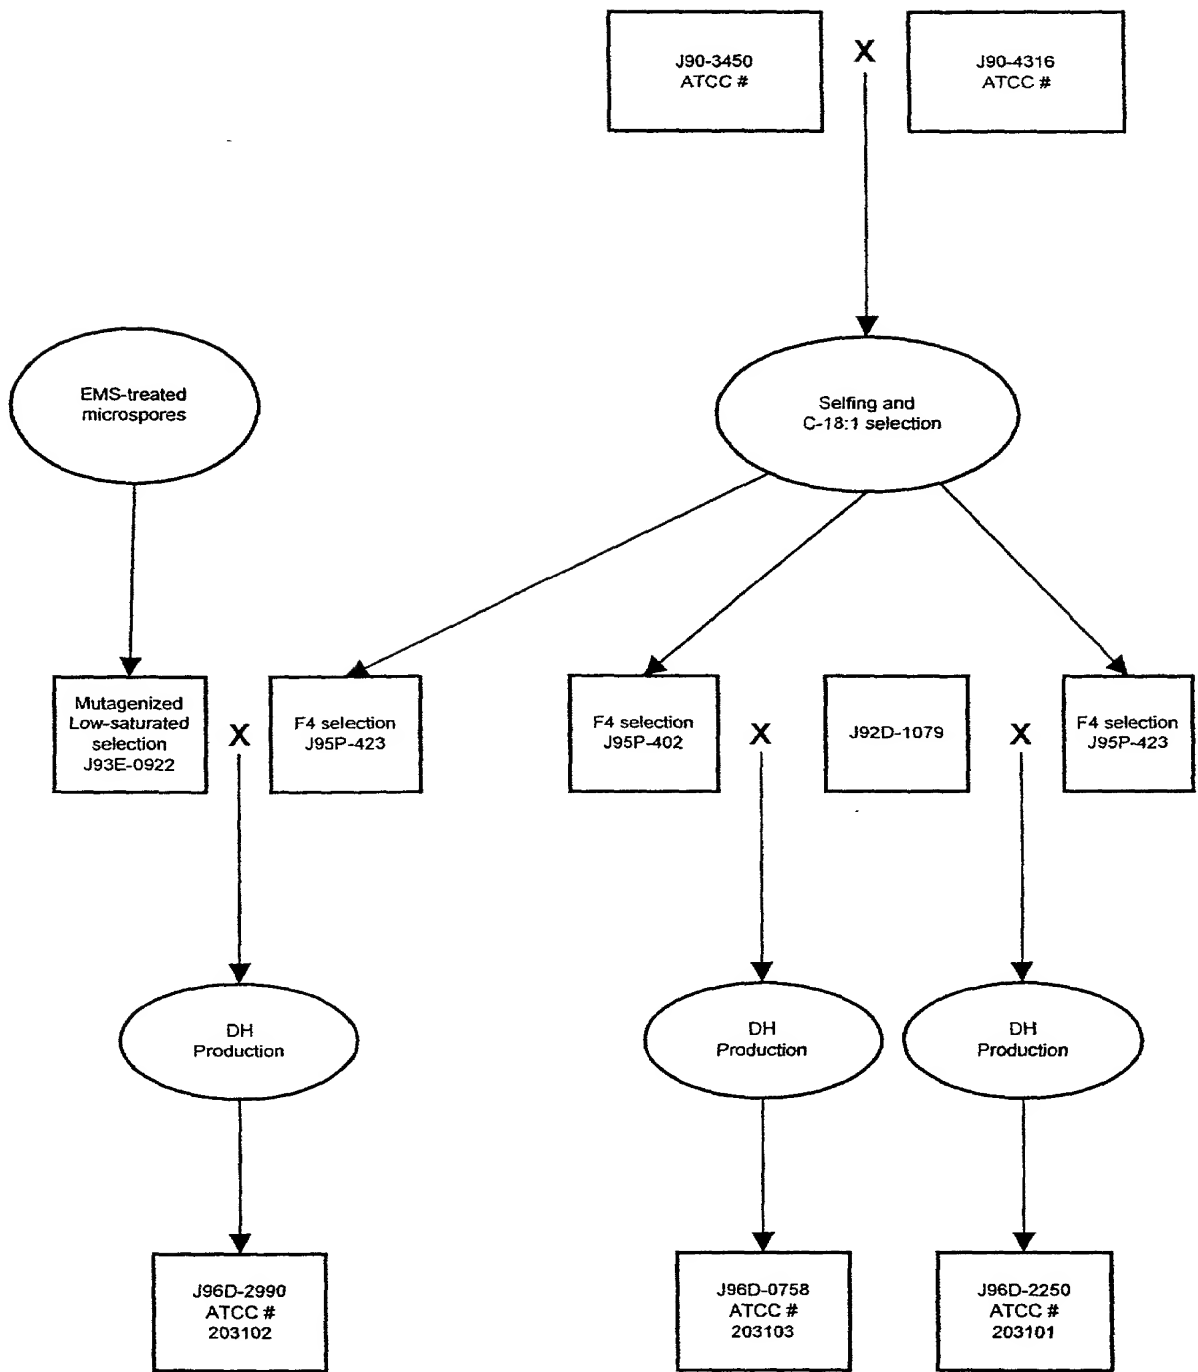 J90-3450
ATCC #
X
J90-4316
ATCC #
EMS-treated
microspores
Selfing and
C-18:1 selection
Mutagenized
Low-saturated
selection
J93E-0922
X
F4 selection
J95P-423
F4 selection
J95P-402
X
J92D-1079
X
F4 selection
J95P-423
DH
Production
DH
Production
DH
Production
J96D-2990
ATCC #
203102
J96D-0758
ATCC #
203103
J96D-2250
ATCC #
203101